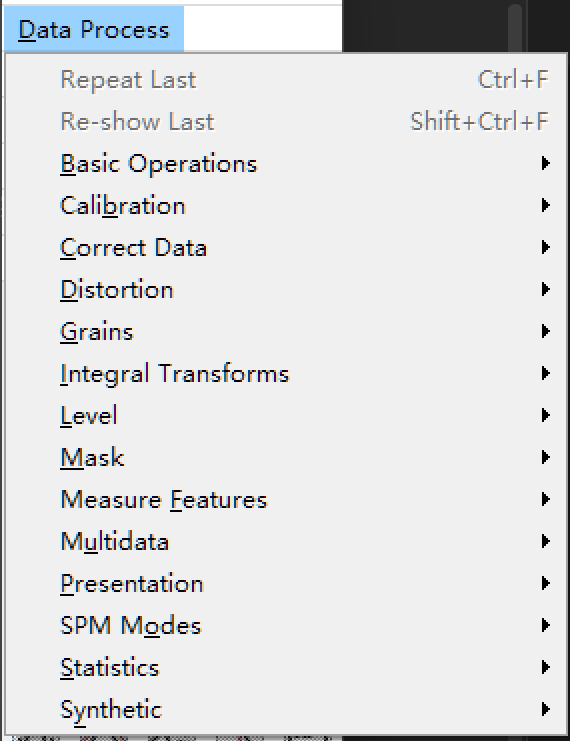 Data Process
Repeat Last Ctrl+F
Re-show Last Shift+Ctrl+F
Basic Operations
Calibration
Correct Data
Distortion
Grains
Integral Transforms
Level
Mask
Measure Features
Multidata
Presentation
SPM Modes
Statistics
Synthetic